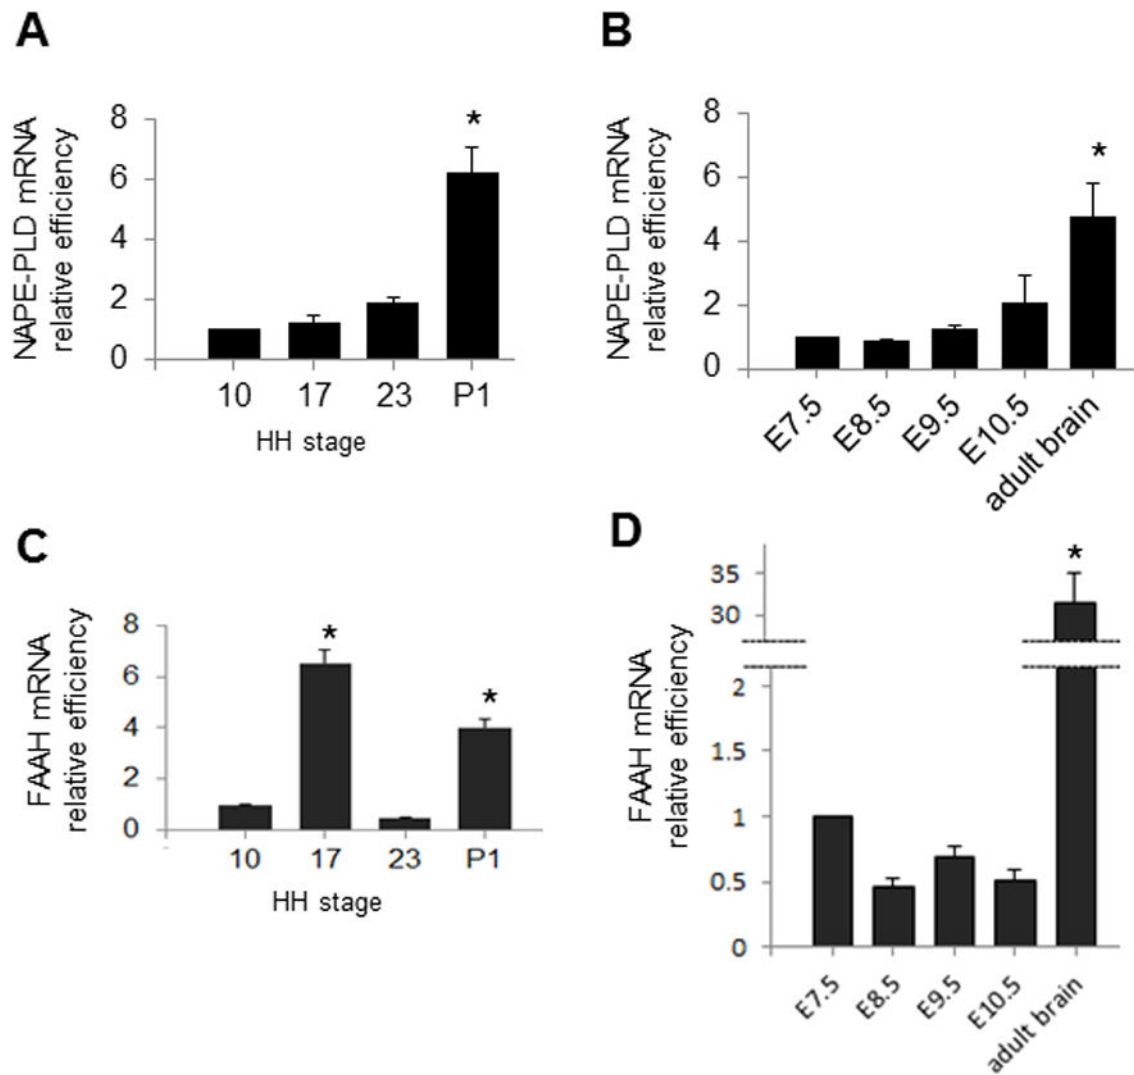 A
NAPE-PLD mRNA
relative efficiency
8
6
4
2
0
*
10 17 23 P1
HH stage
B
NAPE-PLD mRNA
relative efficiency
8
6
4
2
0
*
E7.5 E8.5 E9.5 E10.5 adult brain
C
FAAH mRNA
relative efficiency
8
6
4
2
0
*
*
10 17 23 P1
HH stage
D
FAAH mRNA
relative efficiency
35
30
2
1.5
1
0.5
0
*
E7.5 E8.5 E9.5 E10.5 adult brain